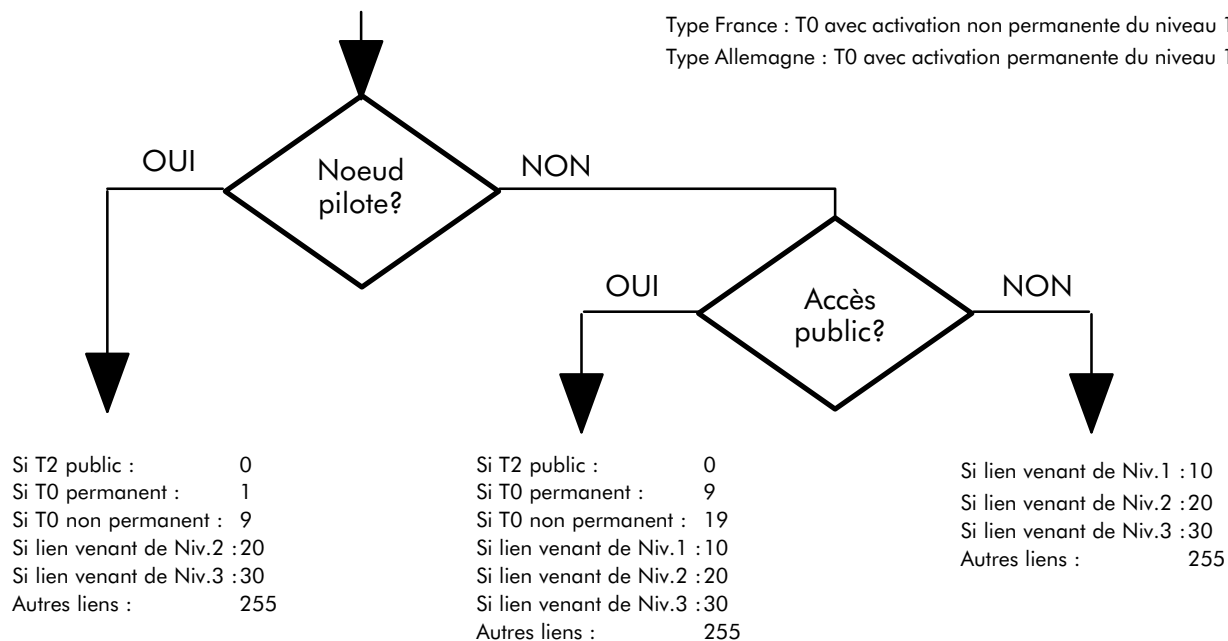 Type France : T0 avec activation non permanente du niveau 1
Type Allemagne : T0 avec activation permanente du niveau 1
OUI
Noeud
pilote?
NON
OUI
Accès
public?
NON
Si T2 public : 0
Si T0 permanent : 1
Si T0 non permanent : 9
Si lien venant de Niv.2 :20
Si lien venant de Niv.3 :30
Autres liens : 255
Si T2 public : 0
Si T0 permanent : 9
Si T0 non permanent : 19
Si lien venant de Niv.1 :10
Si lien venant de Niv.2 :20
Si lien venant de Niv.3 :30
Autres liens : 255
Si lien venant de Niv.1 :10
Si lien venant de Niv.2 :20
Si lien venant de Niv.3 :30
Autres liens : 255